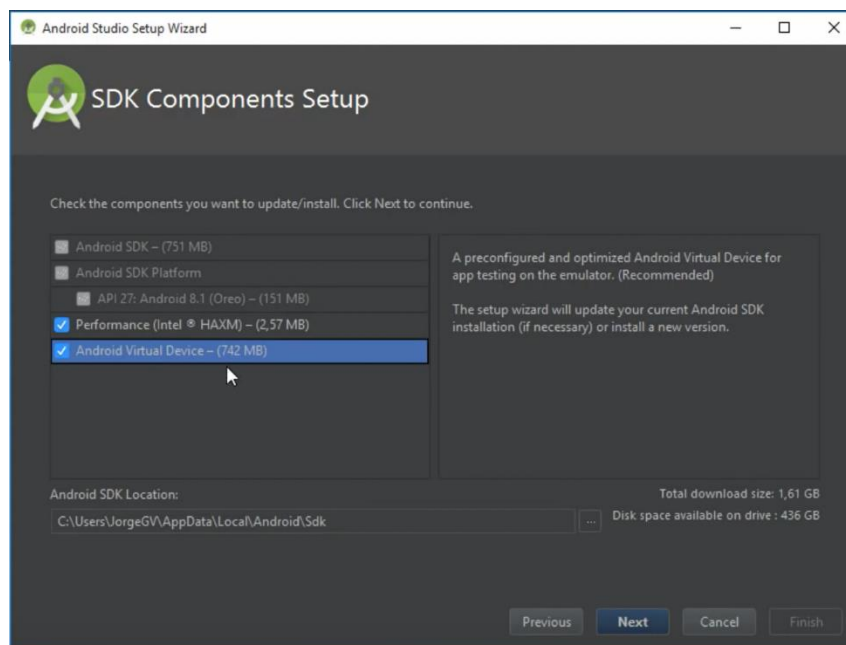 Android Studio Setup Wizard
SDK Components Setup
Check the components you want to update/install. Click Next to continue.
Android SDK – (751 MB)
Android SDK Platform
API 27: Android 8.1 (Oreo) – (151 MB)
Performance (Intel ® HAXM) – (2,57 MB)
Android Virtual Device – (742 MB)
A preconfigured and optimized Android Virtual Device for
app testing on the emulator. (Recommended)
The setup wizard will update your current Android SDK
installation (if necessary) or install a new version.
Android SDK Location:
Total download size: 1,61 GB
C:\Users\JorgeGV\AppData\Local\Android\Sdk
...
Disk space available on drive : 436 GB
Previous
Next
Cancel
Finish